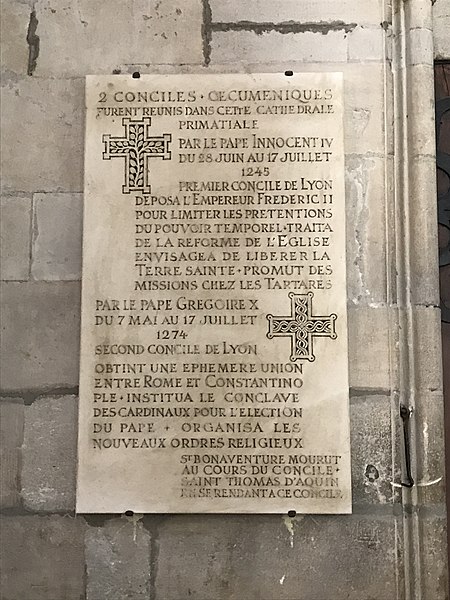 2 CONCILES · OECUMENIQUES
FURENT REUNIS DANS CETTE CATHEDRALE
PRIMATIALE
PAR LE PAPE INNOCENT IV
DU 28 JUIN AU 17 JUILLET
1245
PREMIER CONCILE DE LYON
DEPOSA L'EMPEREUR FREDERIC II
POUR LIMITER LES PRETENTIONS
DU POUVOIR TEMPOREL · TRAITA
DE LA REFORME DE L'EGLISE
ENVISAGEA DE LIBERER LA
TERRE SAINTE · PROMUT DES
MISSIONS CHEZ LES TARTARES
PAR LE PAPE GREGOIRE X
DU 7 MAI AU 17 JUILLET
1274
SECOND CONCILE DE LYON
OBTINT UNE EPHEMERE UNION
ENTRE ROME ET CONSTANTINO
PLE · INSTITUA LE CONCLAVE
DES CARDINAUX POUR L'ELECTION
DU PAPE · ORGANISA LES
NOUVEAUX ORDRES RELIGIEUX
ST BONAVENTURE MOURUT
AU COURS DU CONCILE ·
SAINT THOMAS D'AQUIN
EN SE RENDANT A CE CONCILE